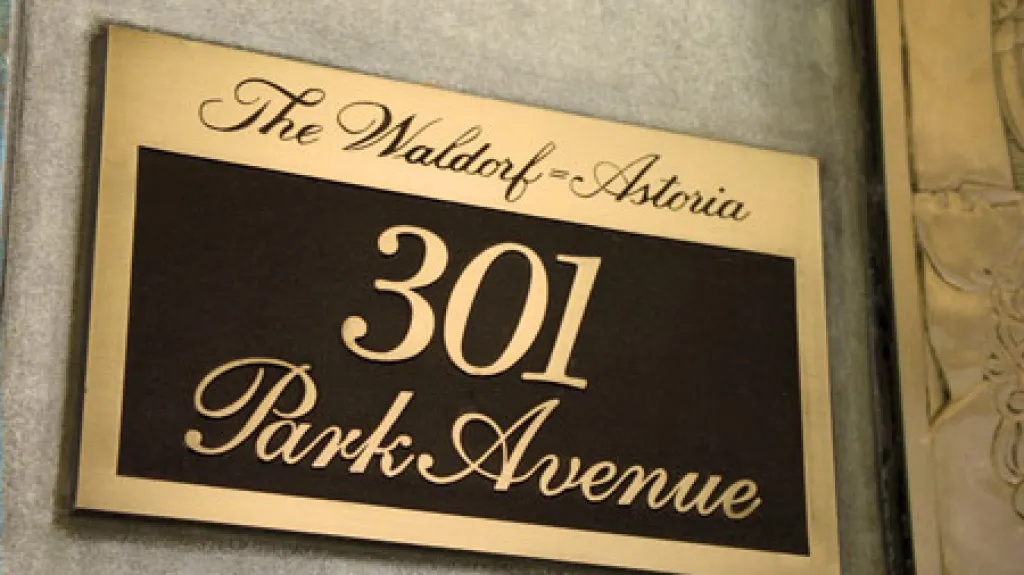 The Waldorf=Astoria
301
Park Avenue